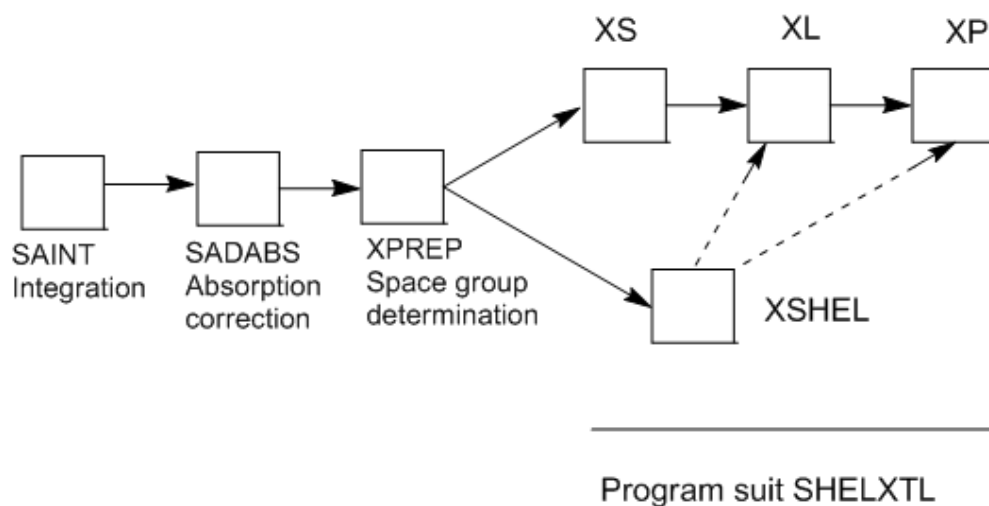 XS
XL
XP
SAINT
Integration
SADABS
Absorption
correction
XPREP
Space group
determination
XSHEL
Program suit SHELXTL